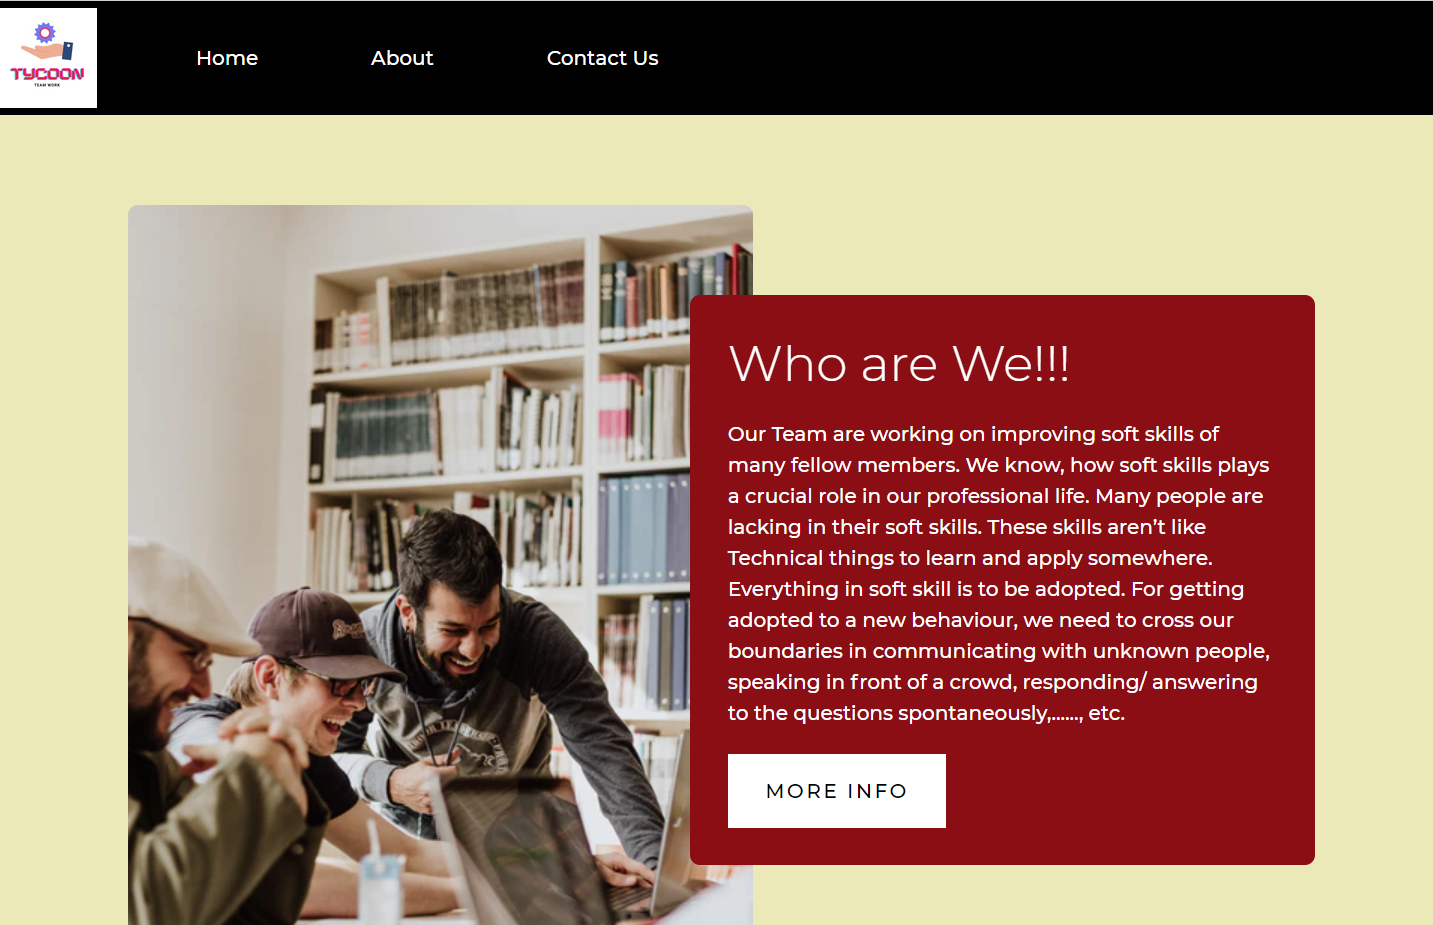 TYCOON
TEAM WORK
Home
About
Contact Us
Who are We!!!
Our Team are working on improving soft skills of
many fellow members. We know, how soft skills plays
a crucial role in our professional life. Many people are
lacking in their soft skills. These skills aren’t like
Technical things to learn and apply somewhere.
Everything in soft skill is to be adopted. For getting
adopted to a new behaviour, we need to cross our
boundaries in communicating with unknown people,
speaking in front of a crowd, responding/ answering
to the questions spontaneously,......, etc.
MORE INFO